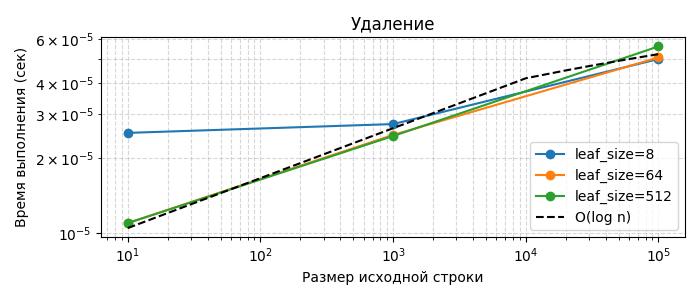 Удаление
Время выполнения (сек)
6 × 10⁻⁵
4 × 10⁻⁵
3 × 10⁻⁵
2 × 10⁻⁵
10⁻⁵
leaf_size=8
leaf_size=64
leaf_size=512
O(log n)
10¹ 10² 10³ 10⁴ 10⁵
Размер исходной строки